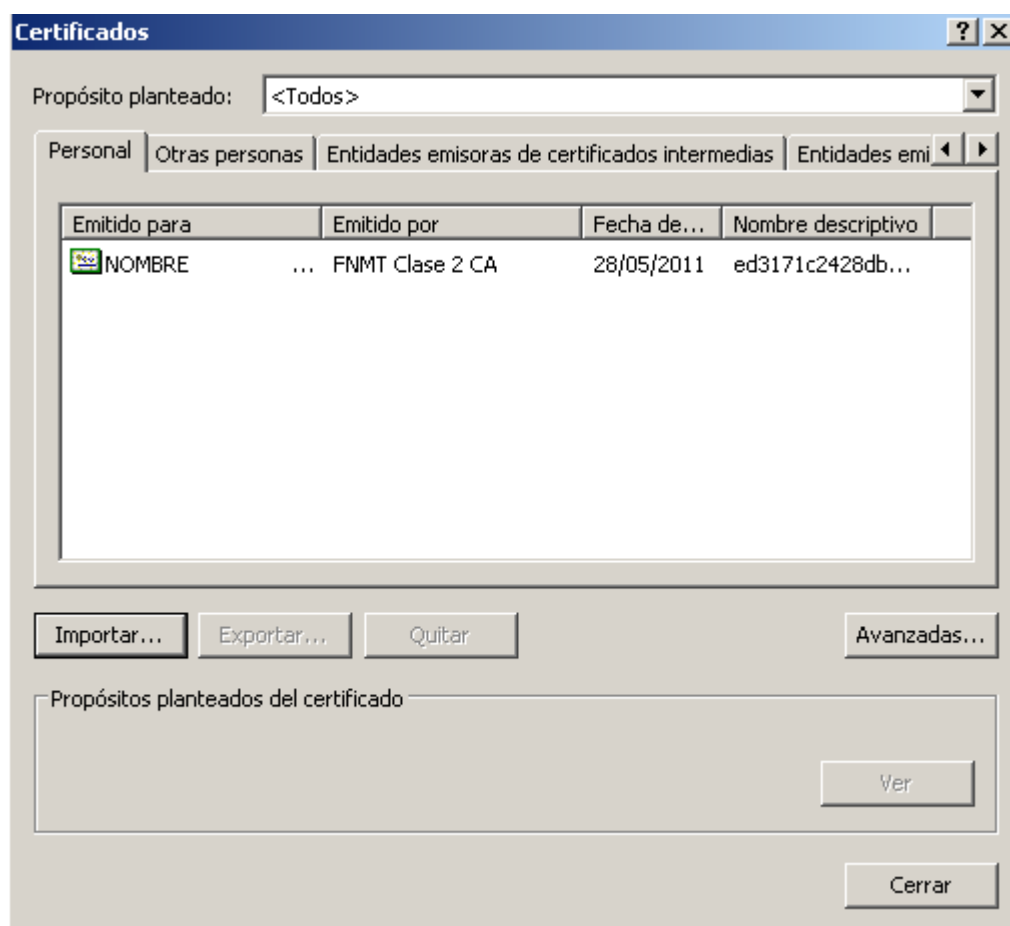 Certificados
Propósito planteado: <Todos>
Personal Otras personas Entidades emisoras de certificados intermedias Entidades emi
Emitido para Emitido por Fecha de... Nombre descriptivo
NOMBRE ... FNMT Clase 2 CA 28/05/2011 ed3171c2428db...
Importar... Exportar... Quitar Avanzadas...
Propósitos planteados del certificado
Ver
Cerrar